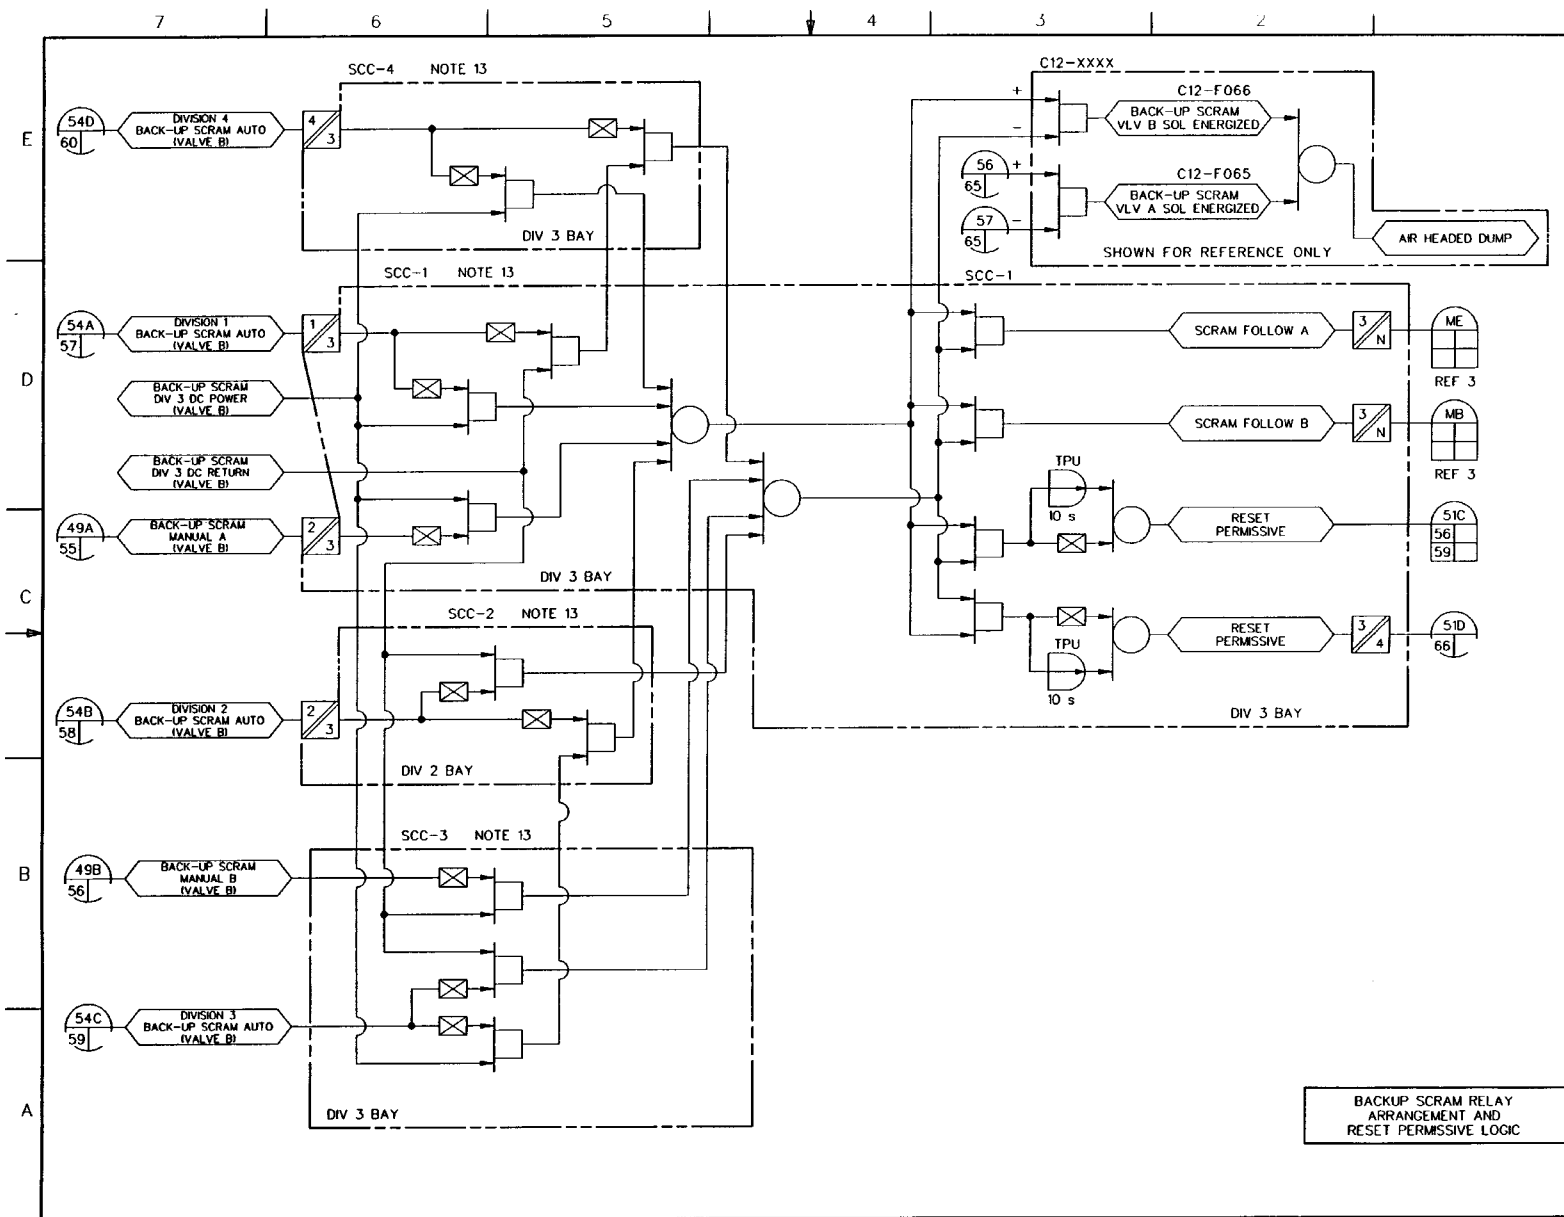 7 6 5 4 3 2
SCC-4 NOTE 13
C12-XXXX
E
54D
60
DIVISION 4
BACK-UP SCRAM AUTO
(VALVE B)
4
3
DIV 3 BAY
+
-
C12-F066
BACK-UP SCRAM
VLV B SOL ENERGIZED
56
65
+
C12-F065
BACK-UP SCRAM
VLV A SOL ENERGIZED
57
65
-
SHOWN FOR REFERENCE ONLY
AIR HEADED DUMP
SCC-1 NOTE 13
SCC-1
D
54A
57
DIVISION 1
BACK-UP SCRAM AUTO
(VALVE B)
1
3
SCRAM FOLLOW A
3
N
ME
REF 3
BACK-UP SCRAM
DIV 3 DC POWER
(VALVE B)
SCRAM FOLLOW B
3
N
MB
REF 3
BACK-UP SCRAM
DIV 3 DC RETURN
(VALVE B)
49A
55
BACK-UP SCRAM
MANUAL A
(VALVE B)
2
3
DIV 3 BAY
TPU
10 s
RESET
PERMISSIVE
51C
56
59
C
SCC-2 NOTE 13
TPU
10 s
RESET
PERMISSIVE
3
4
51D
66
DIV 3 BAY
54B
58
DIVISION 2
BACK-UP SCRAM AUTO
(VALVE B)
2
3
DIV 2 BAY
SCC-3 NOTE 13
B
49B
56
BACK-UP SCRAM
MANUAL B
(VALVE B)
54C
59
DIVISION 3
BACK-UP SCRAM AUTO
(VALVE B)
A
DIV 3 BAY
BACKUP SCRAM RELAY
ARRANGEMENT AND
RESET PERMISSIVE LOGIC